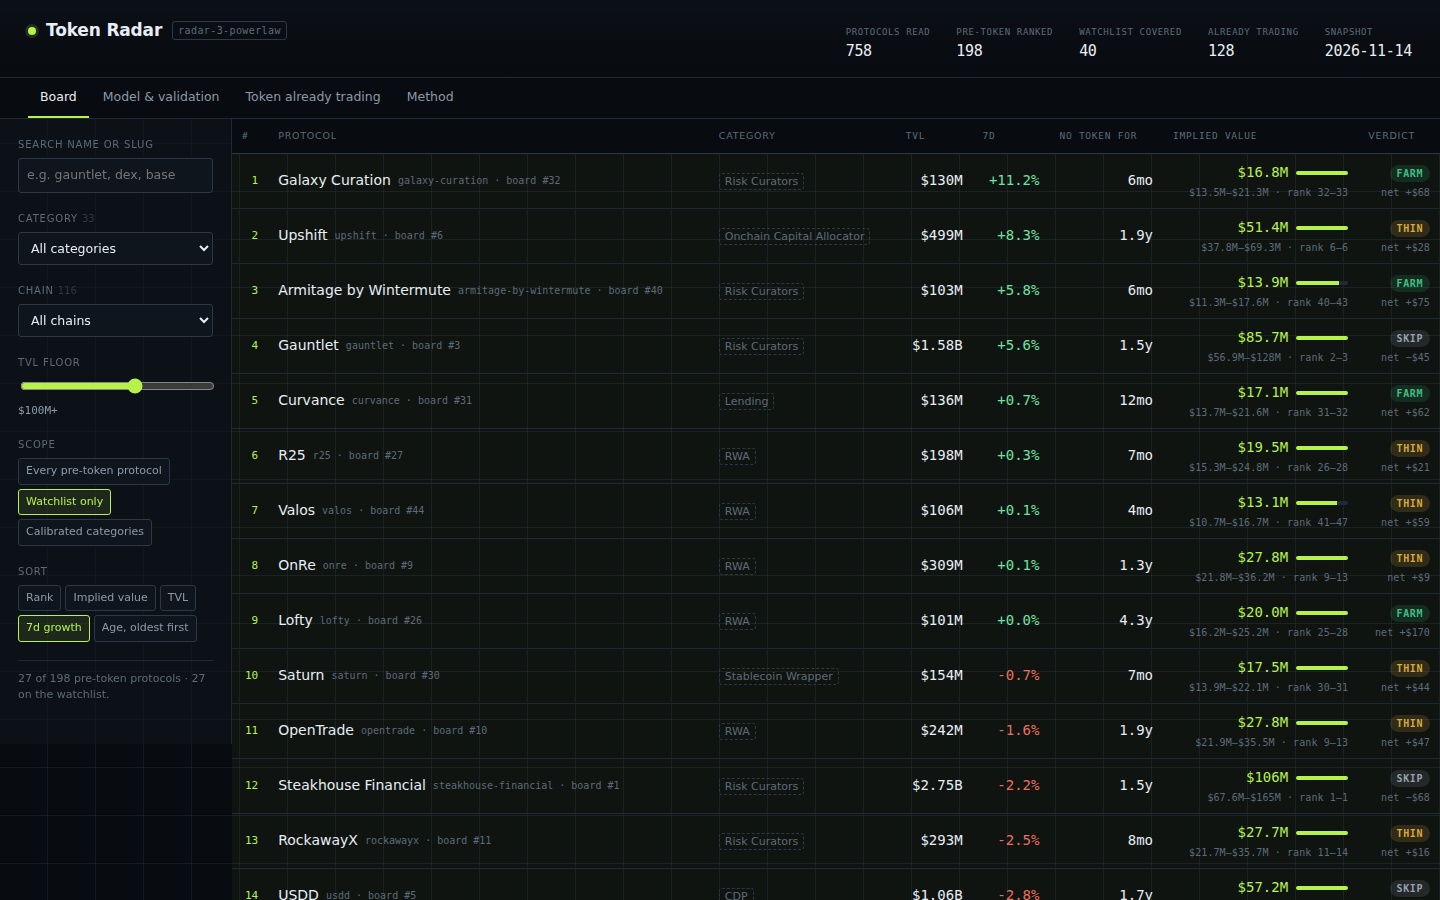 Token Radar radar-3-powerlaw
PROTOCOLS READ PRE-TOKEN RANKED WATCHLIST COVERED ALREADY TRADING SNAPSHOT
758 198 40 128 2026-11-14
Board Model & validation Token already trading Method
SEARCH NAME OR SLUG
e.g. gauntlet, dex, base
CATEGORY 33
All categories
CHAIN 116
All chains
TVL FLOOR
$100M+
SCOPE
Every pre-token protocol
Watchlist only
Calibrated categories
SORT
Rank Implied value TVL
7d growth Age, oldest first
27 of 198 pre-token protocols · 27
on the watchlist.
# PROTOCOL CATEGORY TVL 7D NO TOKEN FOR IMPLIED VALUE VERDICT
1 Galaxy Curation galaxy-curation · board #32 Risk Curators $130M +11.2% 6mo $16.8M FARM
$13.5M–$21.3M · rank 32–33 net +$68
2 Upshift upshift · board #6 Onchain Capital Allocator $499M +8.3% 1.9y $51.4M THIN
$37.8M–$69.3M · rank 6–6 net +$28
3 Armitage by Wintermute armitage-by-wintermute · board #40 Risk Curators $103M +5.8% 6mo $13.9M FARM
$11.3M–$17.6M · rank 40–43 net +$75
4 Gauntlet gauntlet · board #3 Risk Curators $1.58B +5.6% 1.5y $85.7M SKIP
$56.9M–$128M · rank 2–3 net −$45
5 Curvance curvance · board #31 Lending $136M +0.7% 12mo $17.1M FARM
$13.7M–$21.6M · rank 31–32 net +$62
6 R25 r25 · board #27 RWA $198M +0.3% 7mo $19.5M THIN
$15.3M–$24.8M · rank 26–28 net +$21
7 Valos valos · board #44 RWA $106M +0.1% 4mo $13.1M THIN
$10.7M–$16.7M · rank 41–47 net +$59
8 OnRe onre · board #9 RWA $309M +0.1% 1.3y $27.8M THIN
$21.8M–$36.2M · rank 9–13 net +$9
9 Lofty lofty · board #26 RWA $101M +0.0% 4.3y $20.0M FARM
$16.2M–$25.2M · rank 25–28 net +$170
10 Saturn saturn · board #30 Stablecoin Wrapper $154M -0.7% 7mo $17.5M THIN
$13.9M–$22.1M · rank 30–31 net +$44
11 OpenTrade opentrade · board #10 RWA $242M -1.6% 1.9y $27.8M THIN
$21.9M–$35.5M · rank 9–13 net +$47
12 Steakhouse Financial steakhouse-financial · board #1 Risk Curators $2.75B -2.2% 1.5y $106M SKIP
$67.6M–$165M · rank 1–1 net −$68
13 RockawayX rockawayx · board #11 Risk Curators $293M -2.5% 8mo $27.7M THIN
$21.7M–$35.7M · rank 11–14 net +$16
14 USDD usdd · board #5 CDP $1.06B -2.8% 1.7y $57.2M SKIP